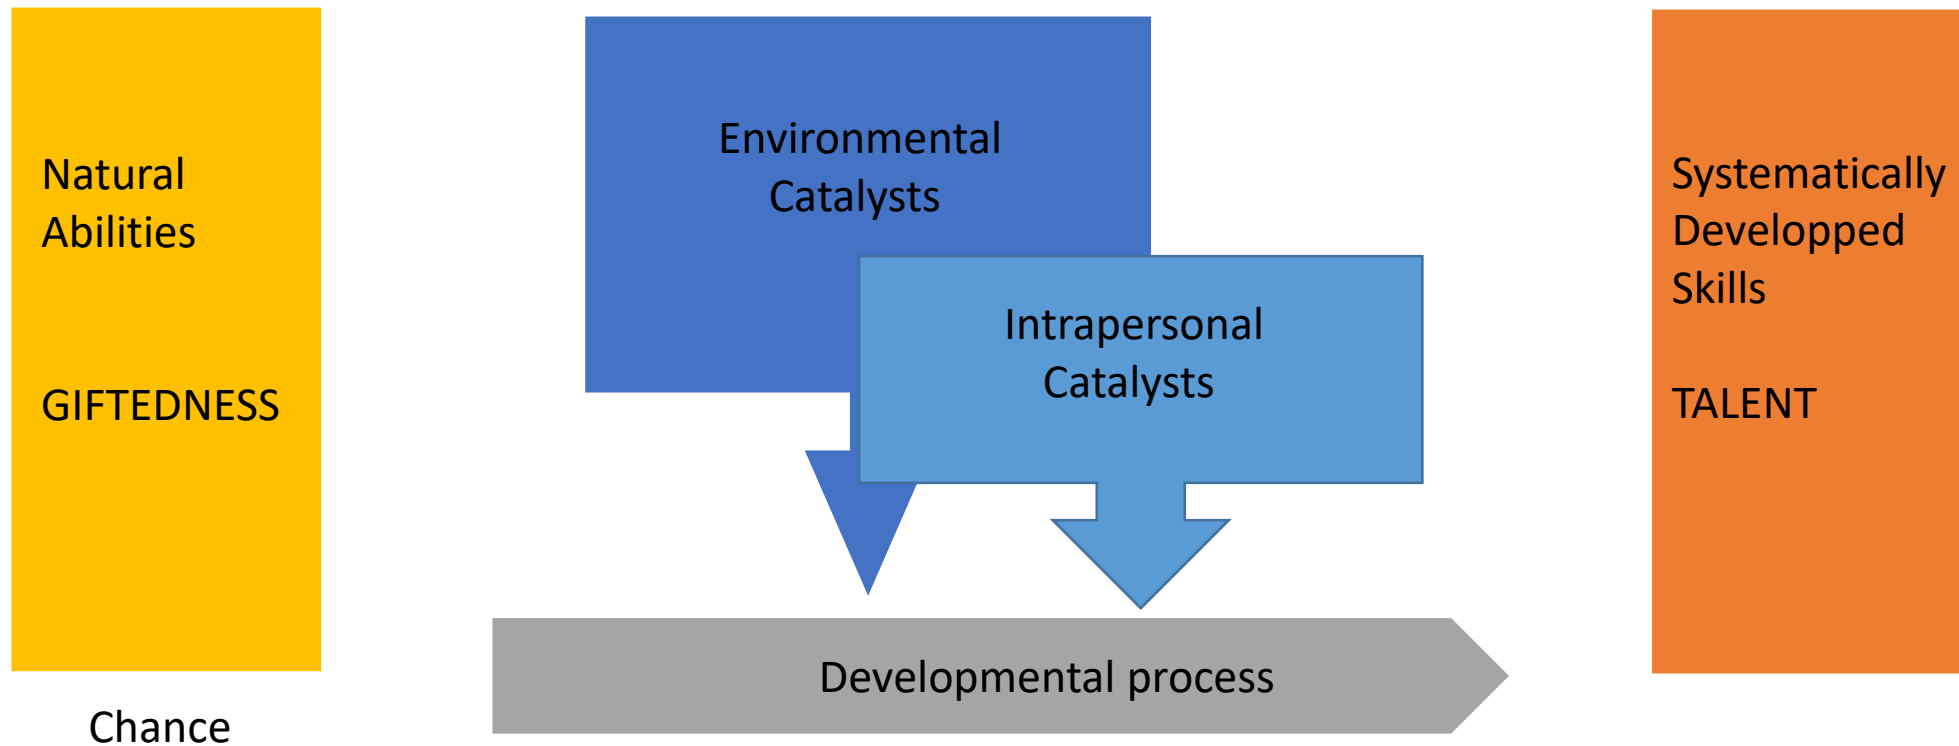 Natural
Abilities
GIFTEDNESS
Chance
Environmental
Catalysts
Intrapersonal
Catalysts
Developmental process
Systematically
Developped
Skills
TALENT